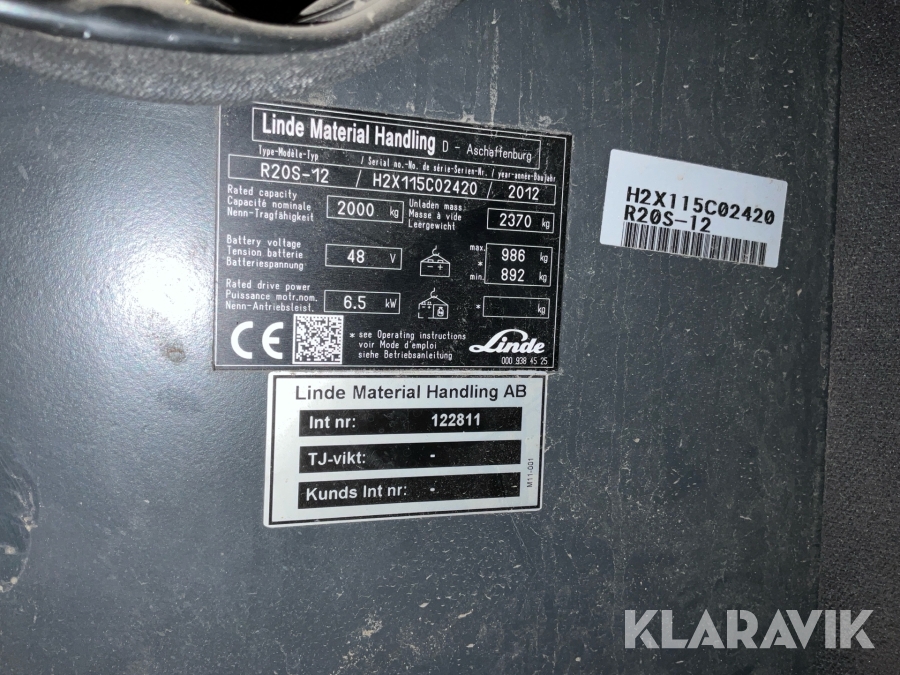 Linde Material Handling D - Aschaffenburg
Type-Modèle-Typ / Serial no.-No. de série-Serien-Nr. / year-année-Baujahr
R20S-12 / H2X115C02420 / 2012
Rated capacity
Capacité nominale
Nenn-Tragfähigkeit
2000 kg
Unladen mass
Masse à vide
Leergewicht
2370 kg
Battery voltage
Tension batterie
Batteriespannung
48 V
- +
max. 986 kg
*
min. 892 kg
Rated drive power
Puissance motr.nom.
Nenn-Antriebsleist.
6.5 kW
* kg
CE
* see Operating instructions
voir Mode d'emploi
siehe Betriebsanleitung
Linde
000 938 45 25
H2X115C02420
R20S-12
Linde Material Handling AB
Int nr: 122811
TJ-vikt: -
Kunds Int nr: - -
M11-001
KLARAVIK